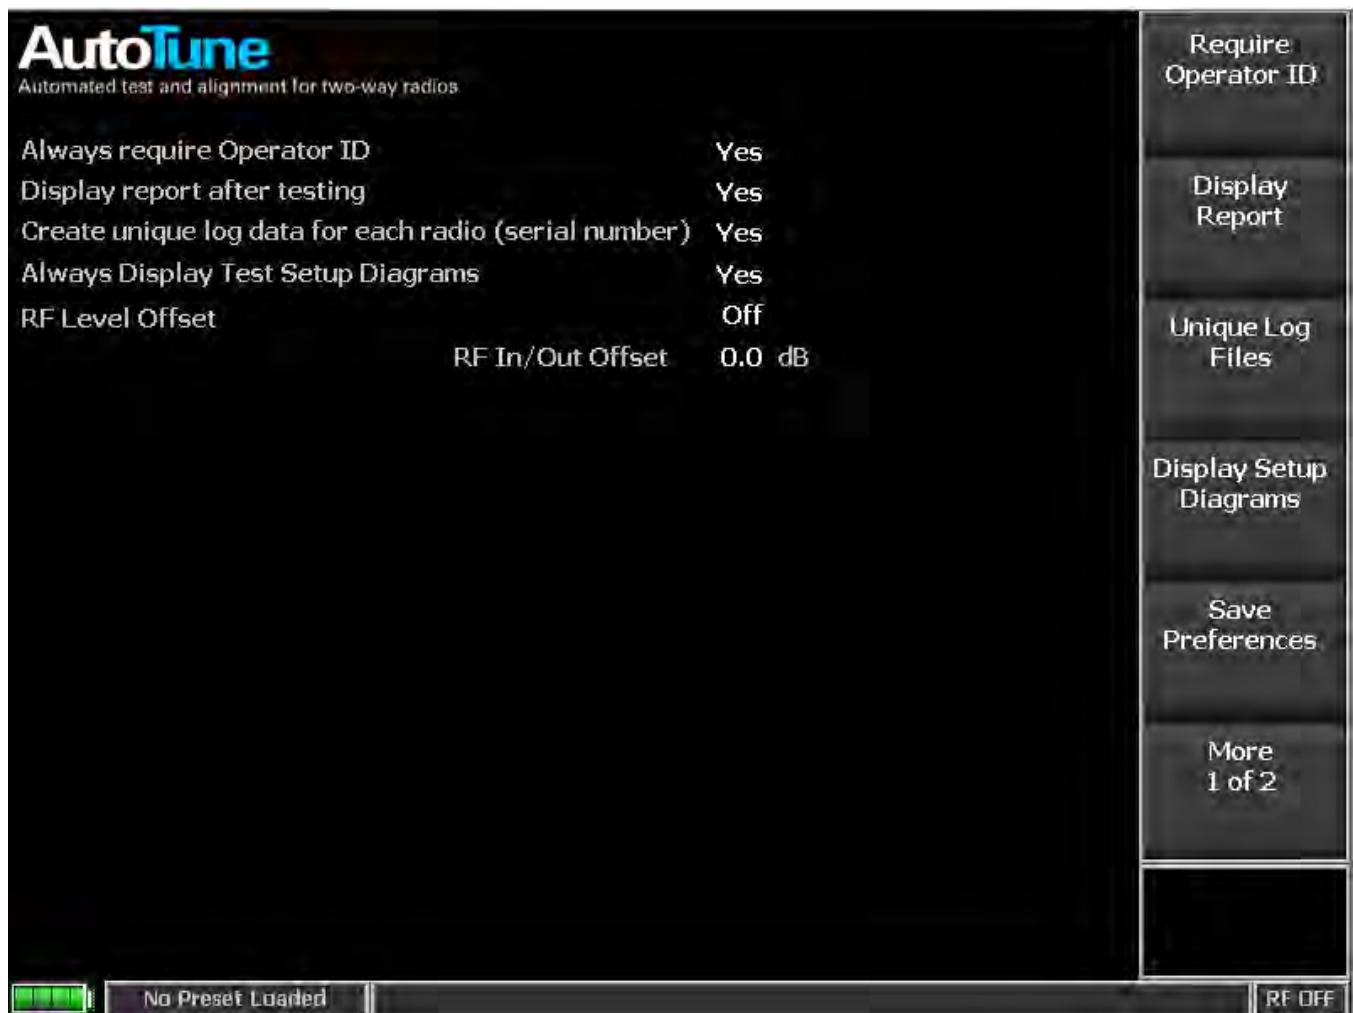 AutoTune
Automated test and alignment for two-way radios
Always require Operator ID Yes
Display report after testing Yes
Create unique log data for each radio (serial number) Yes
Always Display Test Setup Diagrams Yes
RF Level Offset Off
RF In/Out Offset 0.0 dB
Require
Operator ID
Display
Report
Unique Log
Files
Display Setup
Diagrams
Save
Preferences
More
1 of 2
No Preset Loaded
RF OFF